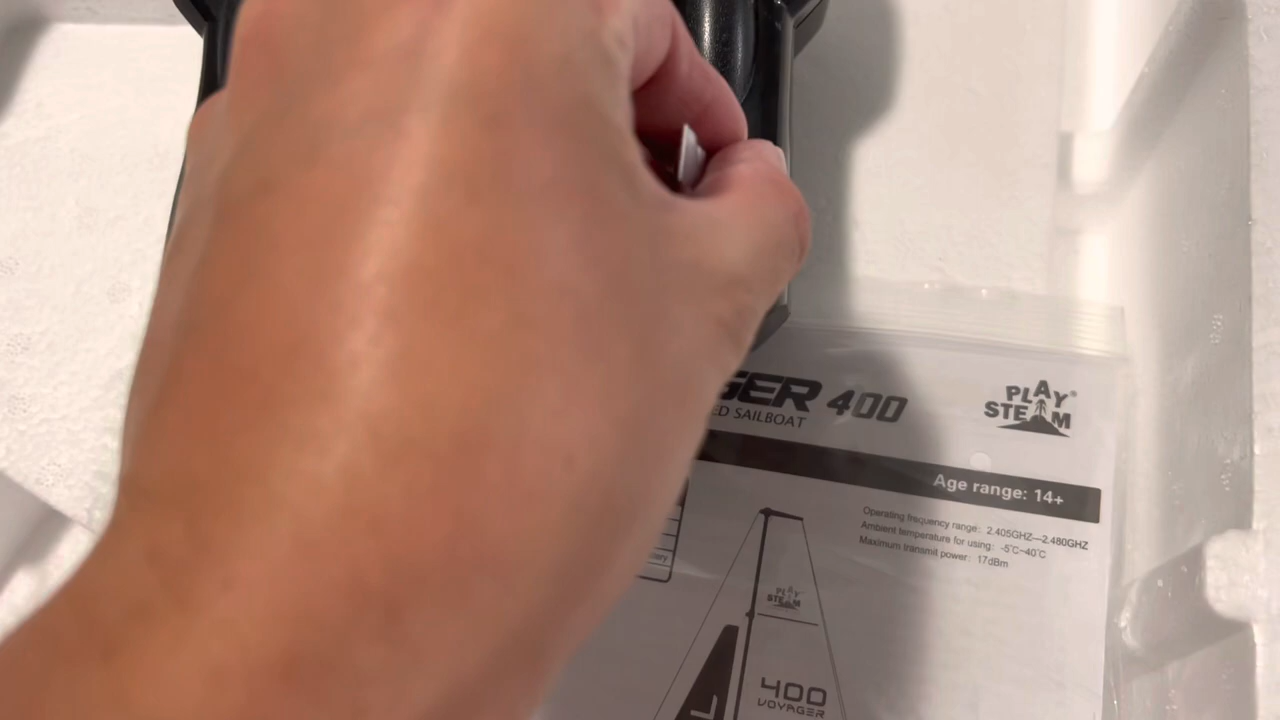 GER 400
ED SAILBOAT
PLAY
STEAM
Age range: 14+
Operating frequency range: 2.405GHZ—2.480GHZ
Ambient temperature for using: -5℃~40℃
Maximum transmit power: 17dBm
PLAY
STEAM
400
VOYAGER